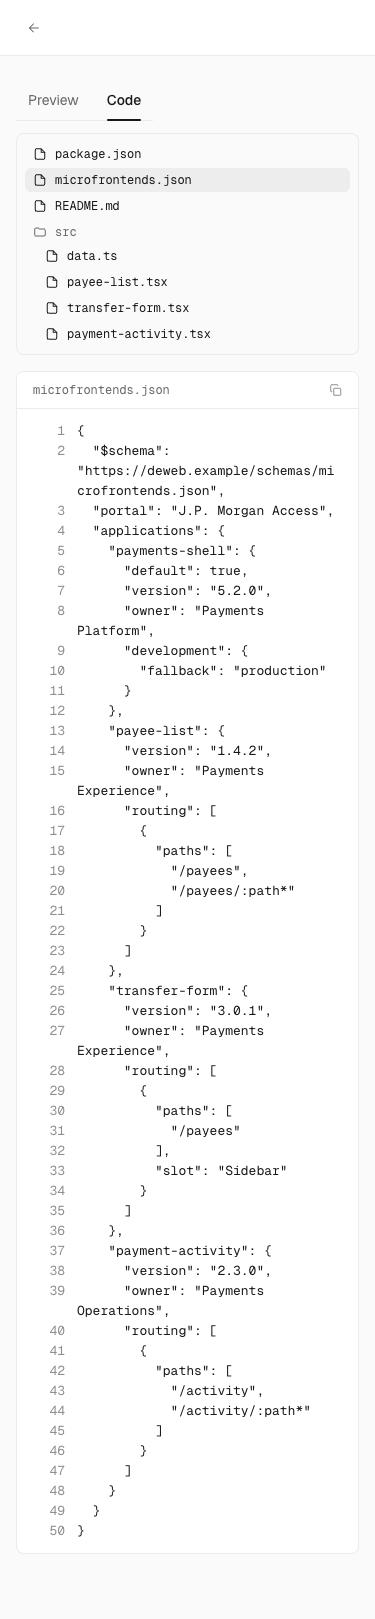 Preview Code
package.json
microfrontends.json
README.md
src
data.ts
payee-list.tsx
transfer-form.tsx
payment-activity.tsx
microfrontends.json
1 {
2 "$schema":
"https://deweb.example/schemas/mi
crofrontends.json",
3 "portal": "J.P. Morgan Access",
4 "applications": {
5 "payments-shell": {
6 "default": true,
7 "version": "5.2.0",
8 "owner": "Payments
Platform",
9 "development": {
10 "fallback": "production"
11 }
12 },
13 "payee-list": {
14 "version": "1.4.2",
15 "owner": "Payments
Experience",
16 "routing": [
17 {
18 "paths": [
19 "/payees",
20 "/payees/:path*"
21 ]
22 }
23 ]
24 },
25 "transfer-form": {
26 "version": "3.0.1",
27 "owner": "Payments
Experience",
28 "routing": [
29 {
30 "paths": [
31 "/payees"
32 ],
33 "slot": "Sidebar"
34 }
35 ]
36 },
37 "payment-activity": {
38 "version": "2.3.0",
39 "owner": "Payments
Operations",
40 "routing": [
41 {
42 "paths": [
43 "/activity",
44 "/activity/:path*"
45 ]
46 }
47 ]
48 }
49 }
50 }